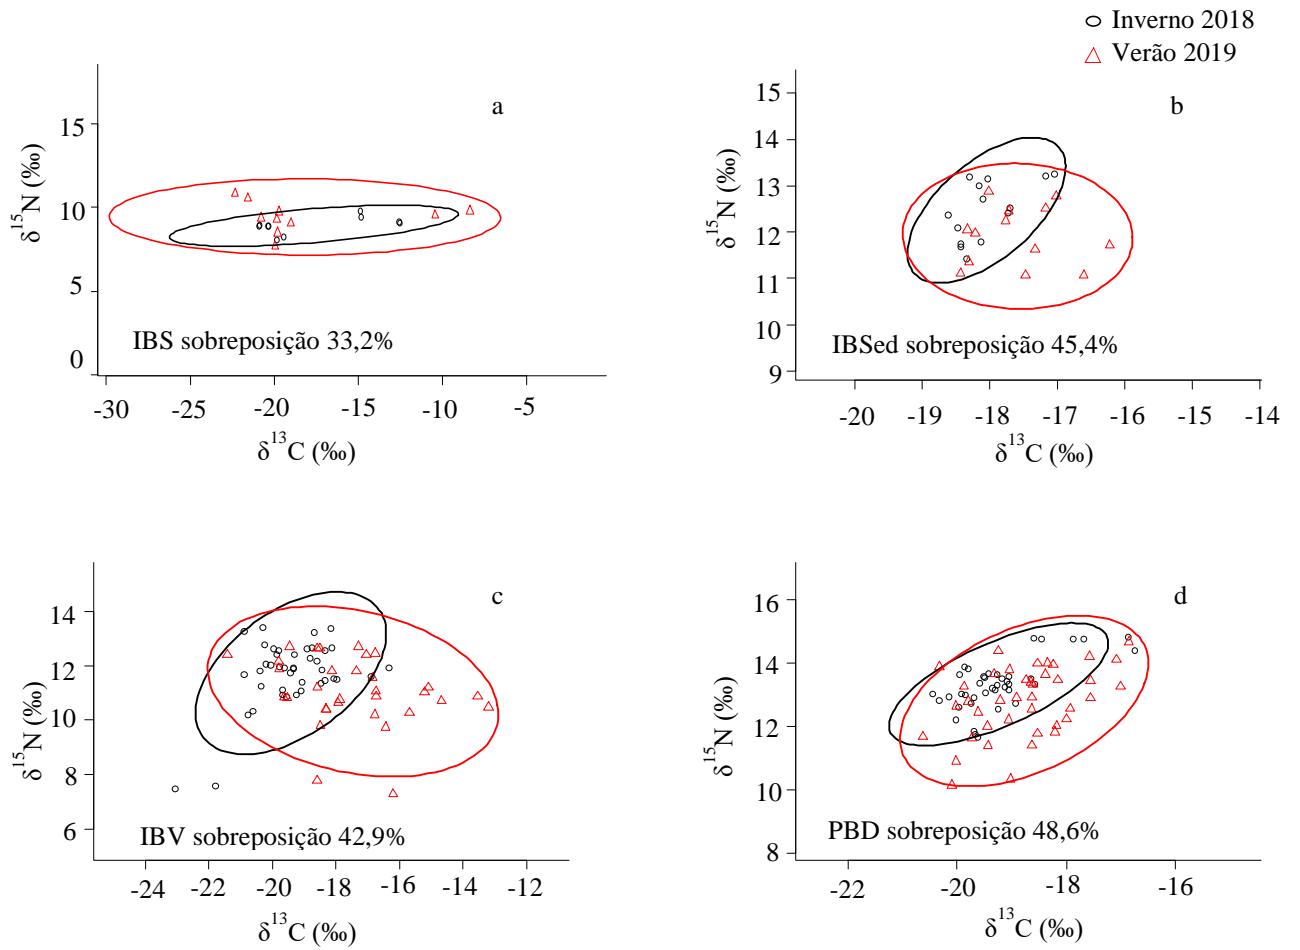 Inverno 2018
Verão 2019
a
15
10
5
0
δ15N (‰)
IBS sobreposição 33,2%
-30 -25 -20 -15 -10 -5
δ13C (‰)
b
15
14
13
12
11
10
9
δ15N (‰)
IBSed sobreposição 45,4%
-20 -19 -18 -17 -16 -15 -14
δ13C (‰)
c
14
12
10
8
6
δ15N (‰)
IBV sobreposição 42,9%
-24 -22 -20 -18 -16 -14 -12
δ13C (‰)
d
16
14
12
10
8
δ15N (‰)
PBD sobreposição 48,6%
-22 -20 -18 -16
δ13C (‰)